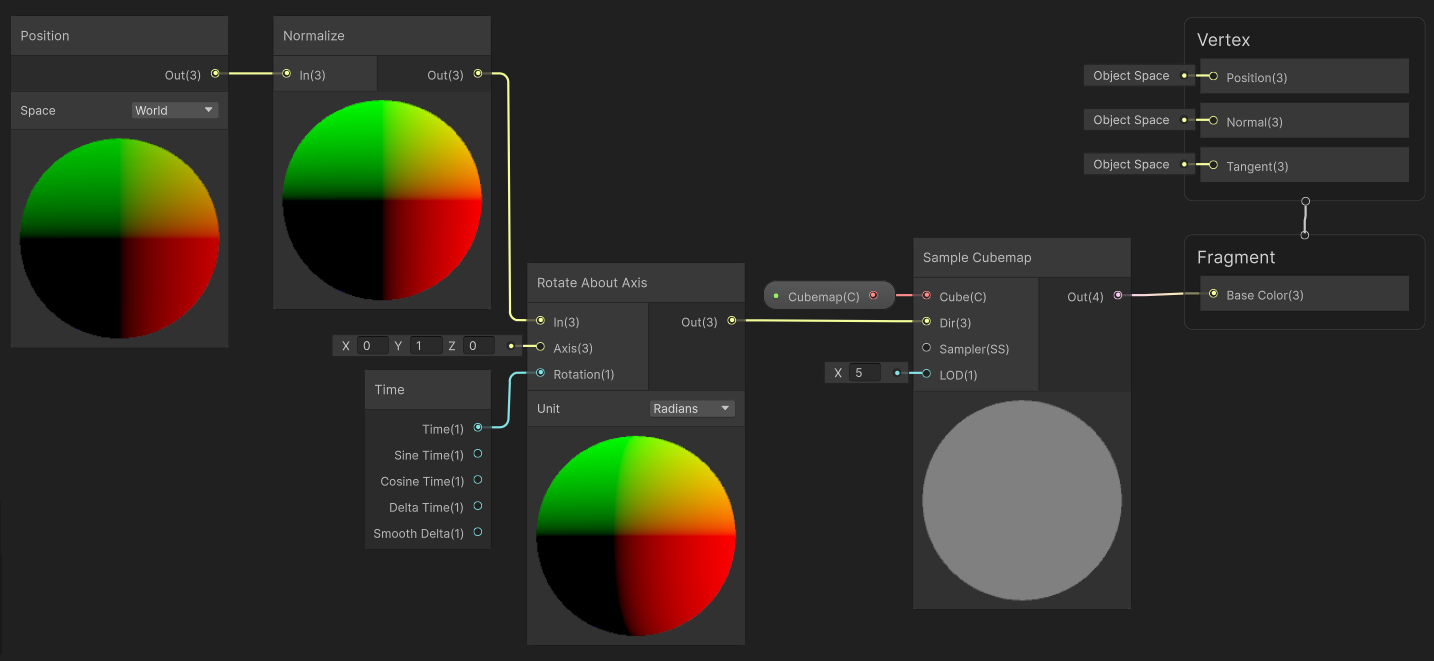 Position
Out(3)
Space World
Normalize
In(3) Out(3)
Rotate About Axis
In(3) Out(3)
X 0 Y 1 Z 0 Axis(3)
Rotation(1)
Unit Radians
Time
Time(1)
Sine Time(1)
Cosine Time(1)
Delta Time(1)
Smooth Delta(1)
Sample Cubemap
Cubemap(C) Cube(C) Out(4)
Dir(3)
Sampler(SS)
X 5 LOD(1)
Vertex
Object Space Position(3)
Object Space Normal(3)
Object Space Tangent(3)
Fragment
Base Color(3)